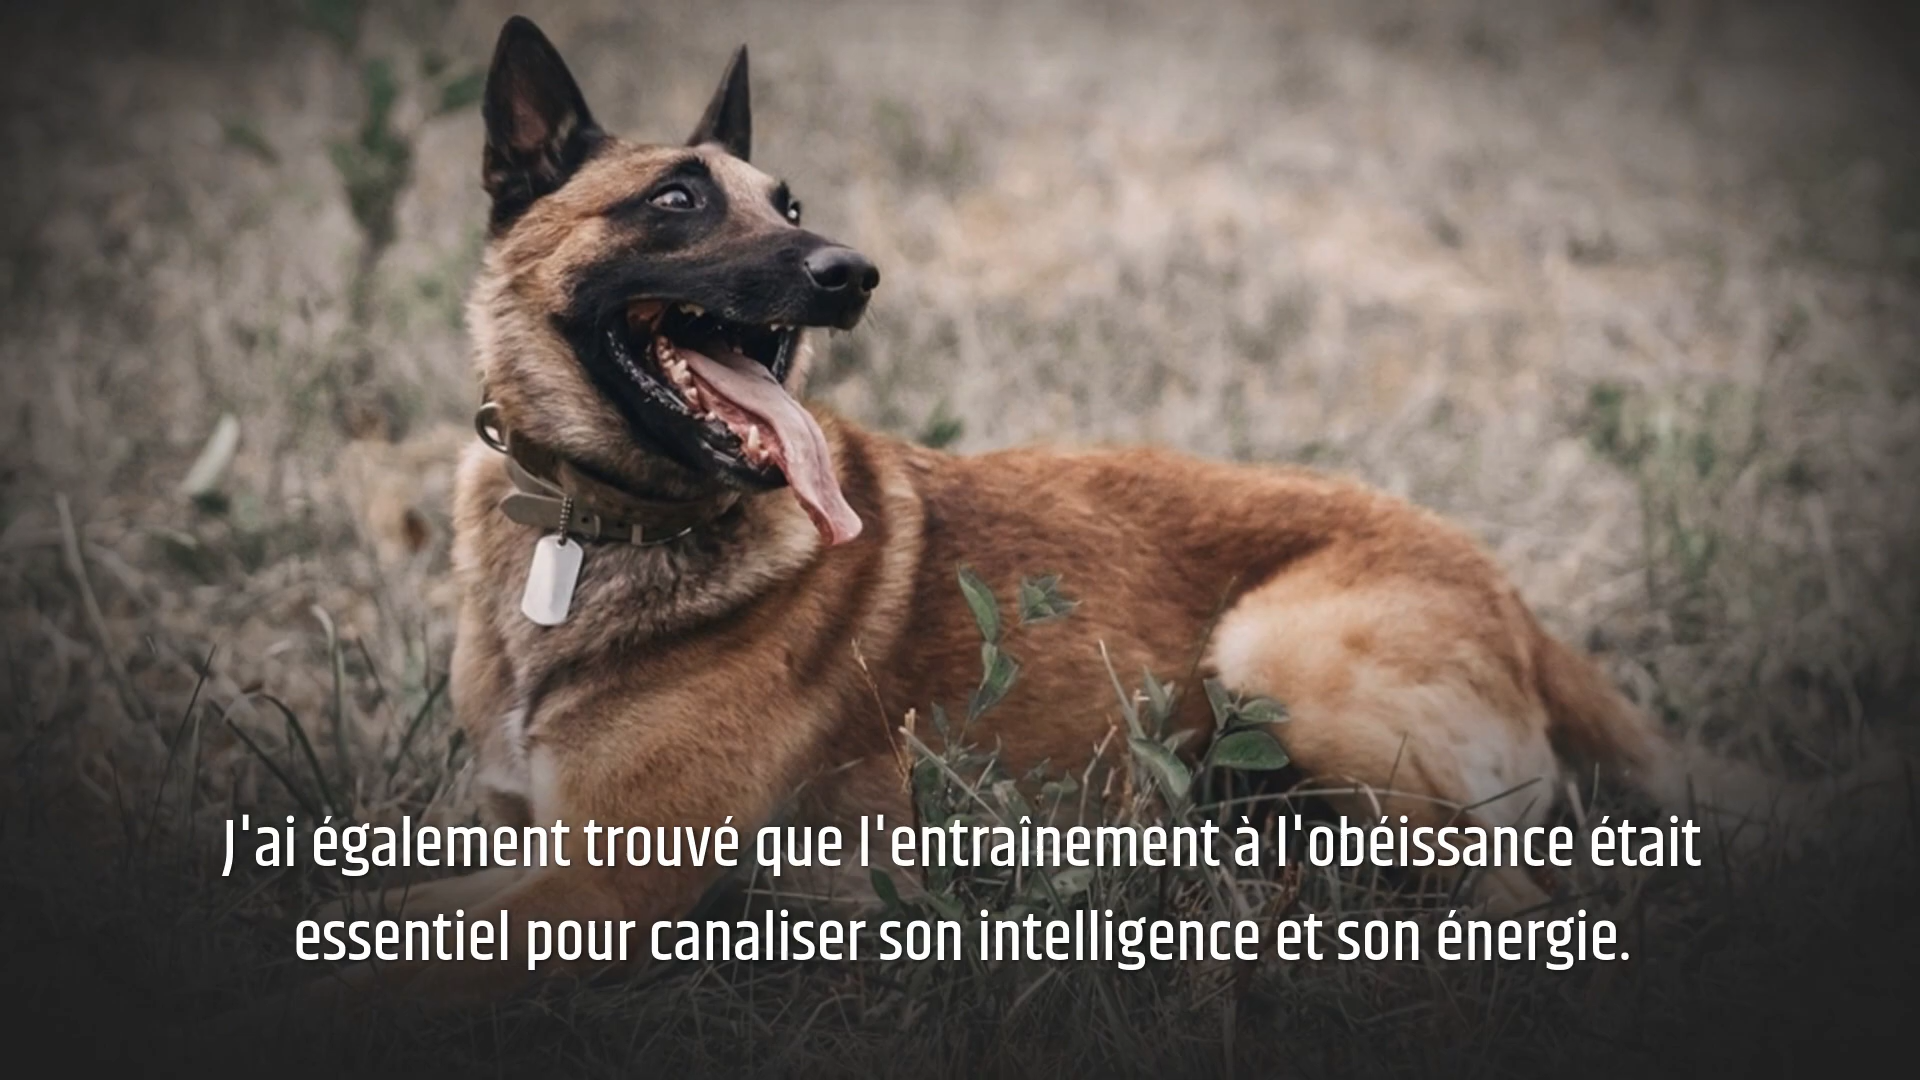 J'ai également trouvé que l'entraînement à l'obéissance était
essentiel pour canaliser son intelligence et son énergie.